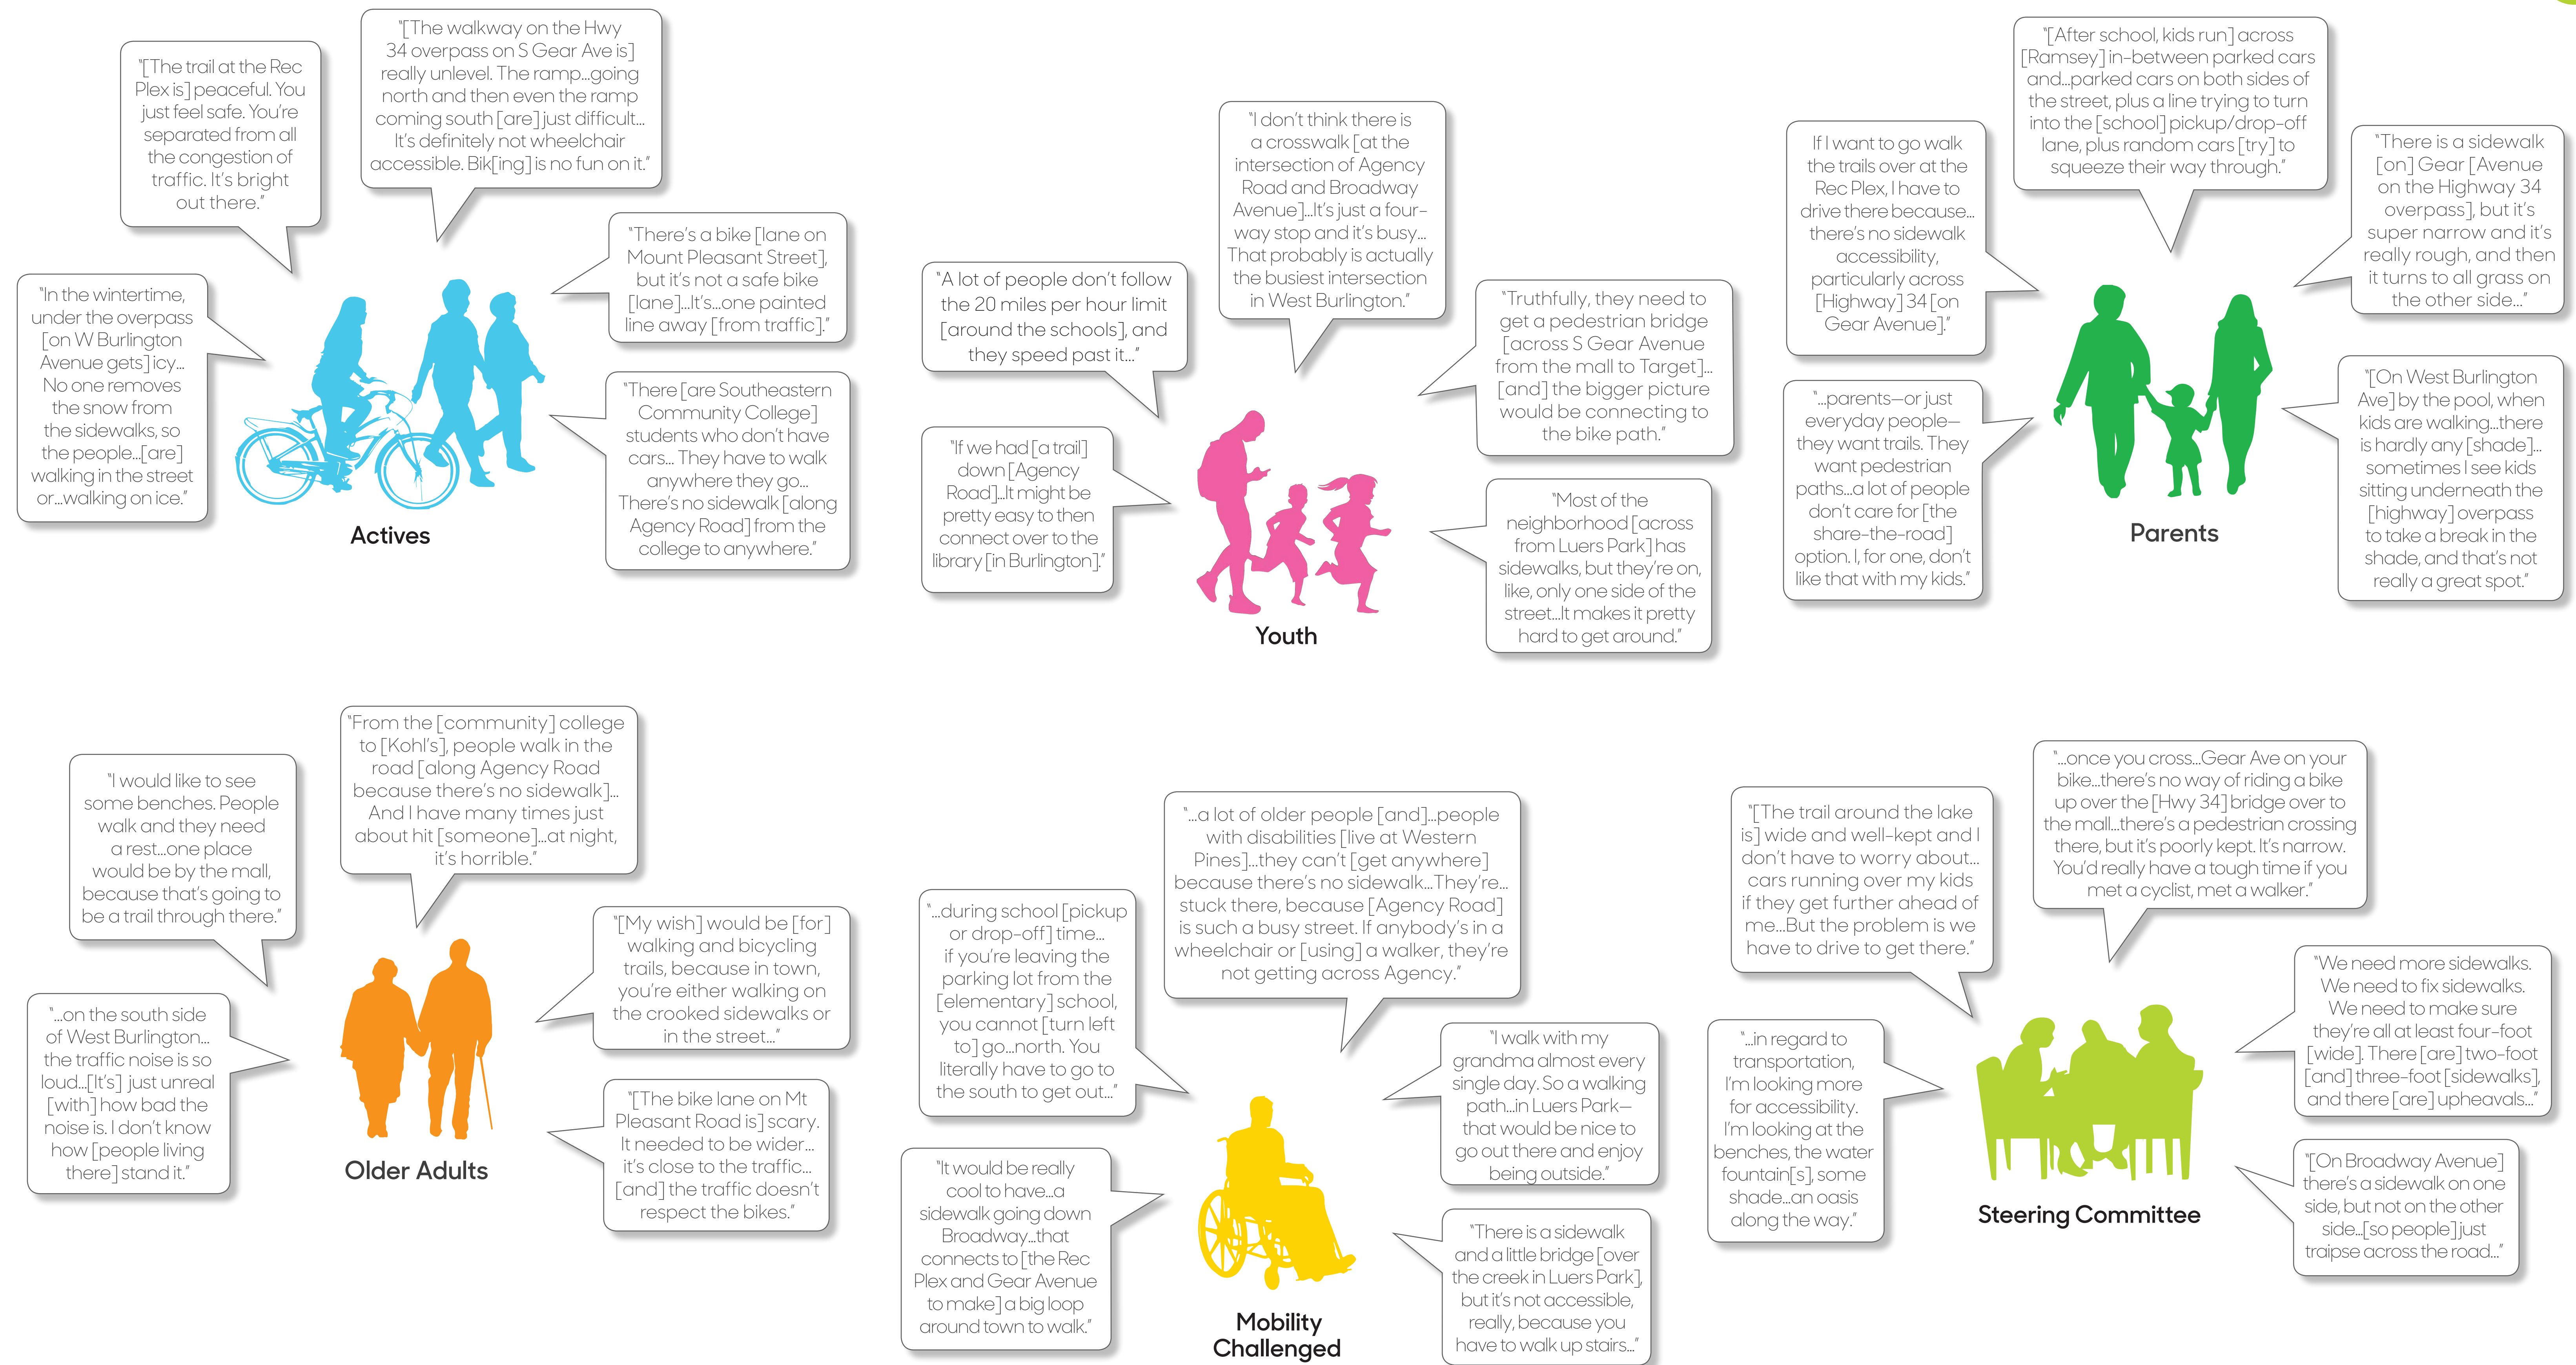 “[The trail at the Rec
Plex is] peaceful. You
just feel safe. You’re
separated from all
the congestion of
traffic. It’s bright
out there.”
“[The walkway on the Hwy
34 overpass on S Gear Ave is]
really unlevel. The ramp...going
north and then even the ramp
coming south [are] just difficult...
It’s definitely not wheelchair
accessible. Bik[ing] is no fun on it.”
“In the wintertime,
under the overpass
[on W Burlington
Avenue gets] icy...
No one removes
the snow from
the sidewalks, so
the people...[are]
walking in the street
or...walking on ice.”
“There’s a bike [lane on
Mount Pleasant Street],
but it’s not a safe bike
[lane]...It’s...one painted
line away [from traffic].”
“There [are Southeastern
Community College]
students who don’t have
cars... They have to walk
anywhere they go...
There’s no sidewalk [along
Agency Road] from the
college to anywhere.”
Actives
“A lot of people don’t follow
the 20 miles per hour limit
[around the schools], and
they speed past it...”
“I don’t think there is
a crosswalk [at the
intersection of Agency
Road and Broadway
Avenue]...It’s just a four-
way stop and it’s busy...
That probably is actually
the busiest intersection
in West Burlington.”
“Truthfully, they need to
get a pedestrian bridge
[across S Gear Avenue
from the mall to Target]...
[and] the bigger picture
would be connecting to
the bike path.”
“If we had [a trail]
down [Agency
Road]...It might be
pretty easy to then
connect over to the
library [in Burlington].”
“Most of the
neighborhood [across
from Luers Park] has
sidewalks, but they’re on,
like, only one side of the
street...It makes it pretty
hard to get around.”
Youth
If I want to go walk
the trails over at the
Rec Plex, I have to
drive there because...
there’s no sidewalk
accessibility,
particularly across
[Highway] 34 [on
Gear Avenue].”
“[After school, kids run] across
[Ramsey] in-between parked cars
and...parked cars on both sides of
the street, plus a line trying to turn
into the [school] pickup/drop-off
lane, plus random cars [try] to
squeeze their way through.”
“There is a sidewalk
[on] Gear [Avenue
on the Highway 34
overpass], but it’s
super narrow and it’s
really rough, and then
it turns to all grass on
the other side...”
“...parents—or just
everyday people—
they want trails. They
want pedestrian
paths...a lot of people
don’t care for [the
share-the-road]
option. I, for one, don’t
like that with my kids.”
“[On West Burlington
Ave] by the pool, when
kids are walking...there
is hardly any [shade]...
sometimes I see kids
sitting underneath the
[highway] overpass
to take a break in the
shade, and that’s not
really a great spot.”
Parents
“I would like to see
some benches. People
walk and they need
a rest...one place
would be by the mall,
because that’s going to
be a trail through there.”
“From the [community] college
to [Kohl’s], people walk in the
road [along Agency Road
because there’s no sidewalk]...
And I have many times just
about hit [someone]...at night,
it’s horrible.”
“...on the south side
of West Burlington...
the traffic noise is so
loud...[It’s] just unreal
[with] how bad the
noise is. I don’t know
how [people living
there] stand it.”
“[My wish] would be [for]
walking and bicycling
trails, because in town,
you’re either walking on
the crooked sidewalks or
in the street...”
“[The bike lane on Mt
Pleasant Road is] scary.
It needed to be wider...
it’s close to the traffic...
[and] the traffic doesn’t
respect the bikes.”
Older Adults
“...during school [pickup
or drop-off] time...
if you’re leaving the
parking lot from the
[elementary] school,
you cannot [turn left
to] go...north. You
literally have to go to
the south to get out...”
“...a lot of older people [and]...people
with disabilities [live at Western
Pines]...they can’t [get anywhere]
because there’s no sidewalk...They’re...
stuck there, because [Agency Road]
is such a busy street. If anybody’s in a
wheelchair or [using] a walker, they’re
not getting across Agency.”
“I walk with my
grandma almost every
single day. So a walking
path...in Luers Park—
that would be nice to
go out there and enjoy
being outside.”
“It would be really
cool to have...a
sidewalk going down
Broadway...that
connects to [the Rec
Plex and Gear Avenue
to make] a big loop
around town to walk.”
“There is a sidewalk
and a little bridge [over
the creek in Luers Park],
but it’s not accessible,
really, because you
have to walk up stairs...”
Mobility
Challenged
“[The trail around the lake
is] wide and well-kept and I
don’t have to worry about...
cars running over my kids
if they get further ahead of
me...But the problem is we
have to drive to get there.”
“...once you cross...Gear Ave on your
bike...there’s no way of riding a bike
up over the [Hwy 34] bridge over to
the mall...there’s a pedestrian crossing
there, but it’s poorly kept. It’s narrow.
You’d really have a tough time if you
met a cyclist, met a walker.”
“...in regard to
transportation,
I’m looking more
for accessibility.
I’m looking at the
benches, the water
fountain[s], some
shade...an oasis
along the way.”
“We need more sidewalks.
We need to fix sidewalks.
We need to make sure
they’re all at least four-foot
[wide]. There [are] two-foot
[and] three-foot [sidewalks],
and there [are] upheavals...”
“[On Broadway Avenue]
there’s a sidewalk on one
side, but not on the other
side...[so people] just
traipse across the road...”
Steering Committee